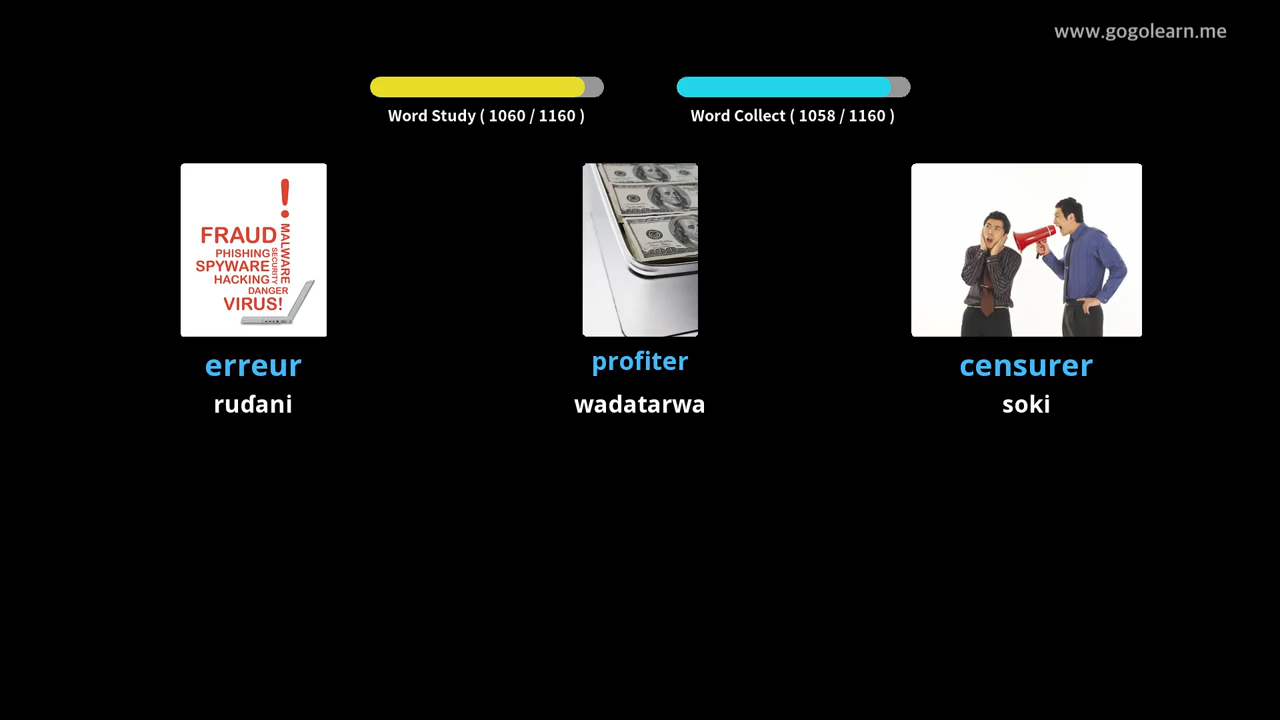 www.gogolearn.me
Word Study ( 1060 / 1160 )
Word Collect ( 1058 / 1160 )
!
FRAUD
PHISHING
SPYWARE
HACKING
DANGER
VIRUS!
SECURITY
MALWARE
erreur
profiter
censurer
ruɗani
wadatarwa
soki